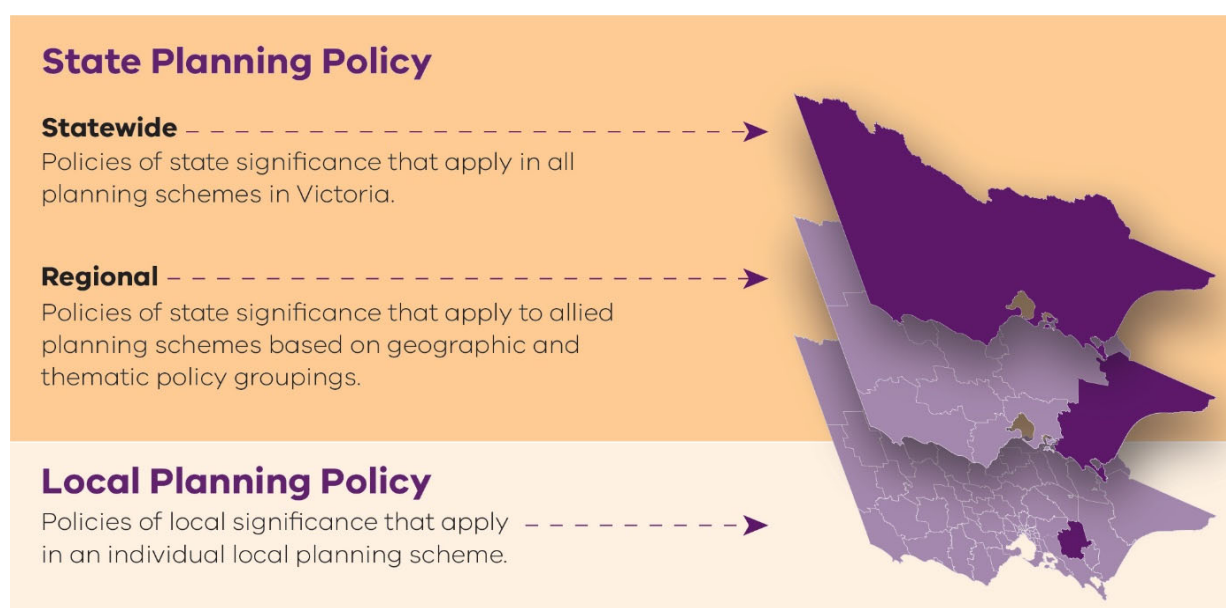 State Planning Policy
Statewide
Policies of state significance that apply in all
planning schemes in Victoria.
Regional
Policies of state significance that apply to allied
planning schemes based on geographic and
thematic policy groupings.
Local Planning Policy
Policies of local significance that apply
in an individual local planning scheme.